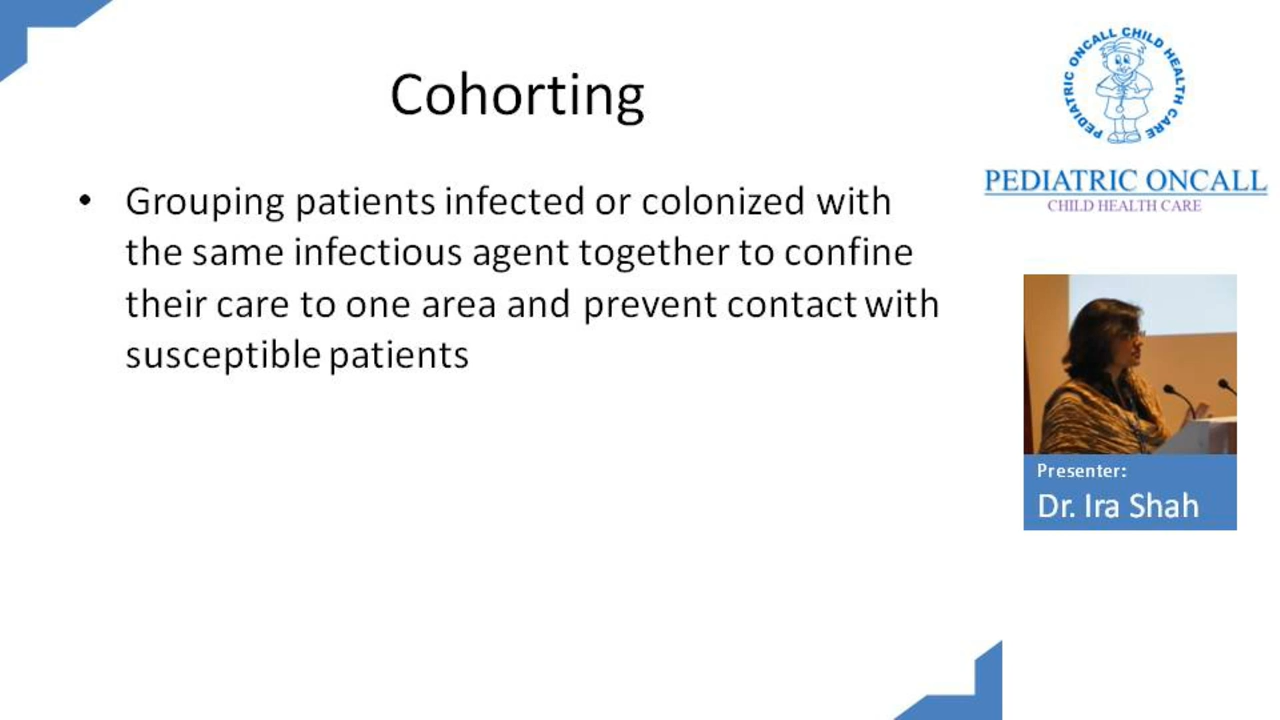 Cohorting
• Grouping patients infected or colonized with
the same infectious agent together to confine
their care to one area and prevent contact with
susceptible patients
PEDIATRIC ONCALL CHILD HEALTH CARE
PEDIATRIC ONCALL
CHILD HEALTH CARE
Presenter:
Dr. Ira Shah